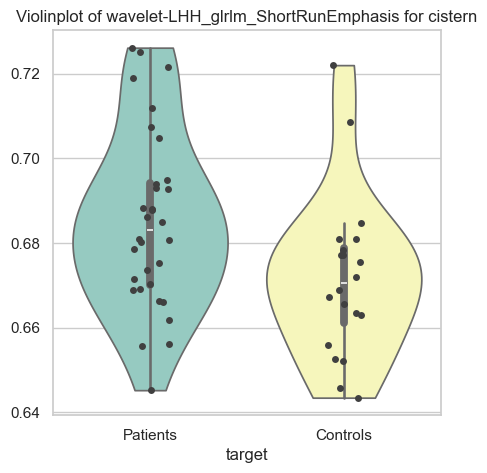 Violinplot of wavelet-LHH_glrlm_ShortRunEmphasis for cistern
0.72
0.70
0.68
0.66
0.64
Patients Controls
target